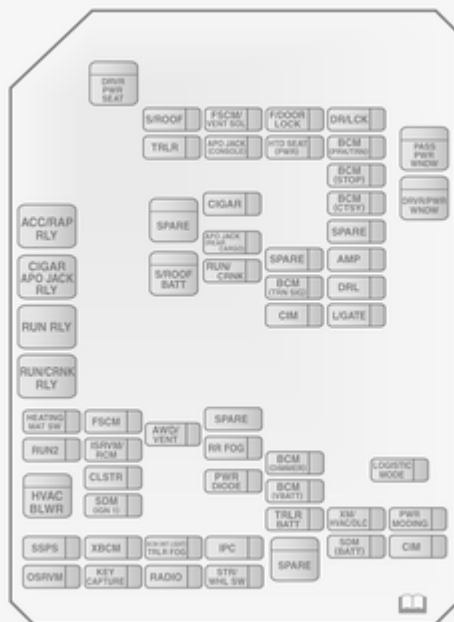 DRIVR
PWR
SEAT
S/ROOF
FSCM/
VENT SOL
F/DOOR
LOCK
DR/LCK
TRLR
APO JACK
(CONSOLE)
HTD SEAT
(PWR)
BCM
(PRK/TRN)
PASS
PWR
WNDW
BCM
(STOP)
DRVR/PWR
WNDW
BCM
(CTSY)
ACC/RAP
RLY
SPARE
CIGAR
SPARE
APO JACK
(REAR
CARGO)
CIGAR
APO JACK
RLY
S/ROOF
BATT
RUN/
CRNK
SPARE
AMP
BCM
(TRN SIG)
DRL
RUN RLY
CIM
L/GATE
RUN/CRNK
RLY
HEATING
MAT SW
FSCM
AWD/
VENT
SPARE
RUN2
ISRVM/
RCM
RR FOG
CLSTR
BCM
(DIMMER)
LOGISTIC
MODE
HVAC
BLWR
SDM
(IGN 1)
PWR
DIODE
BCM
(VBATT)
TRLR
BATT
XM/
HVAC/DLC
PWR
MODING
SSPS
XBCM
TRLR FOG
IPC
SPARE
SDM
(BATT)
CIM
OSRVM
KEY
CAPTURE
RADIO
STR/
WHL SW